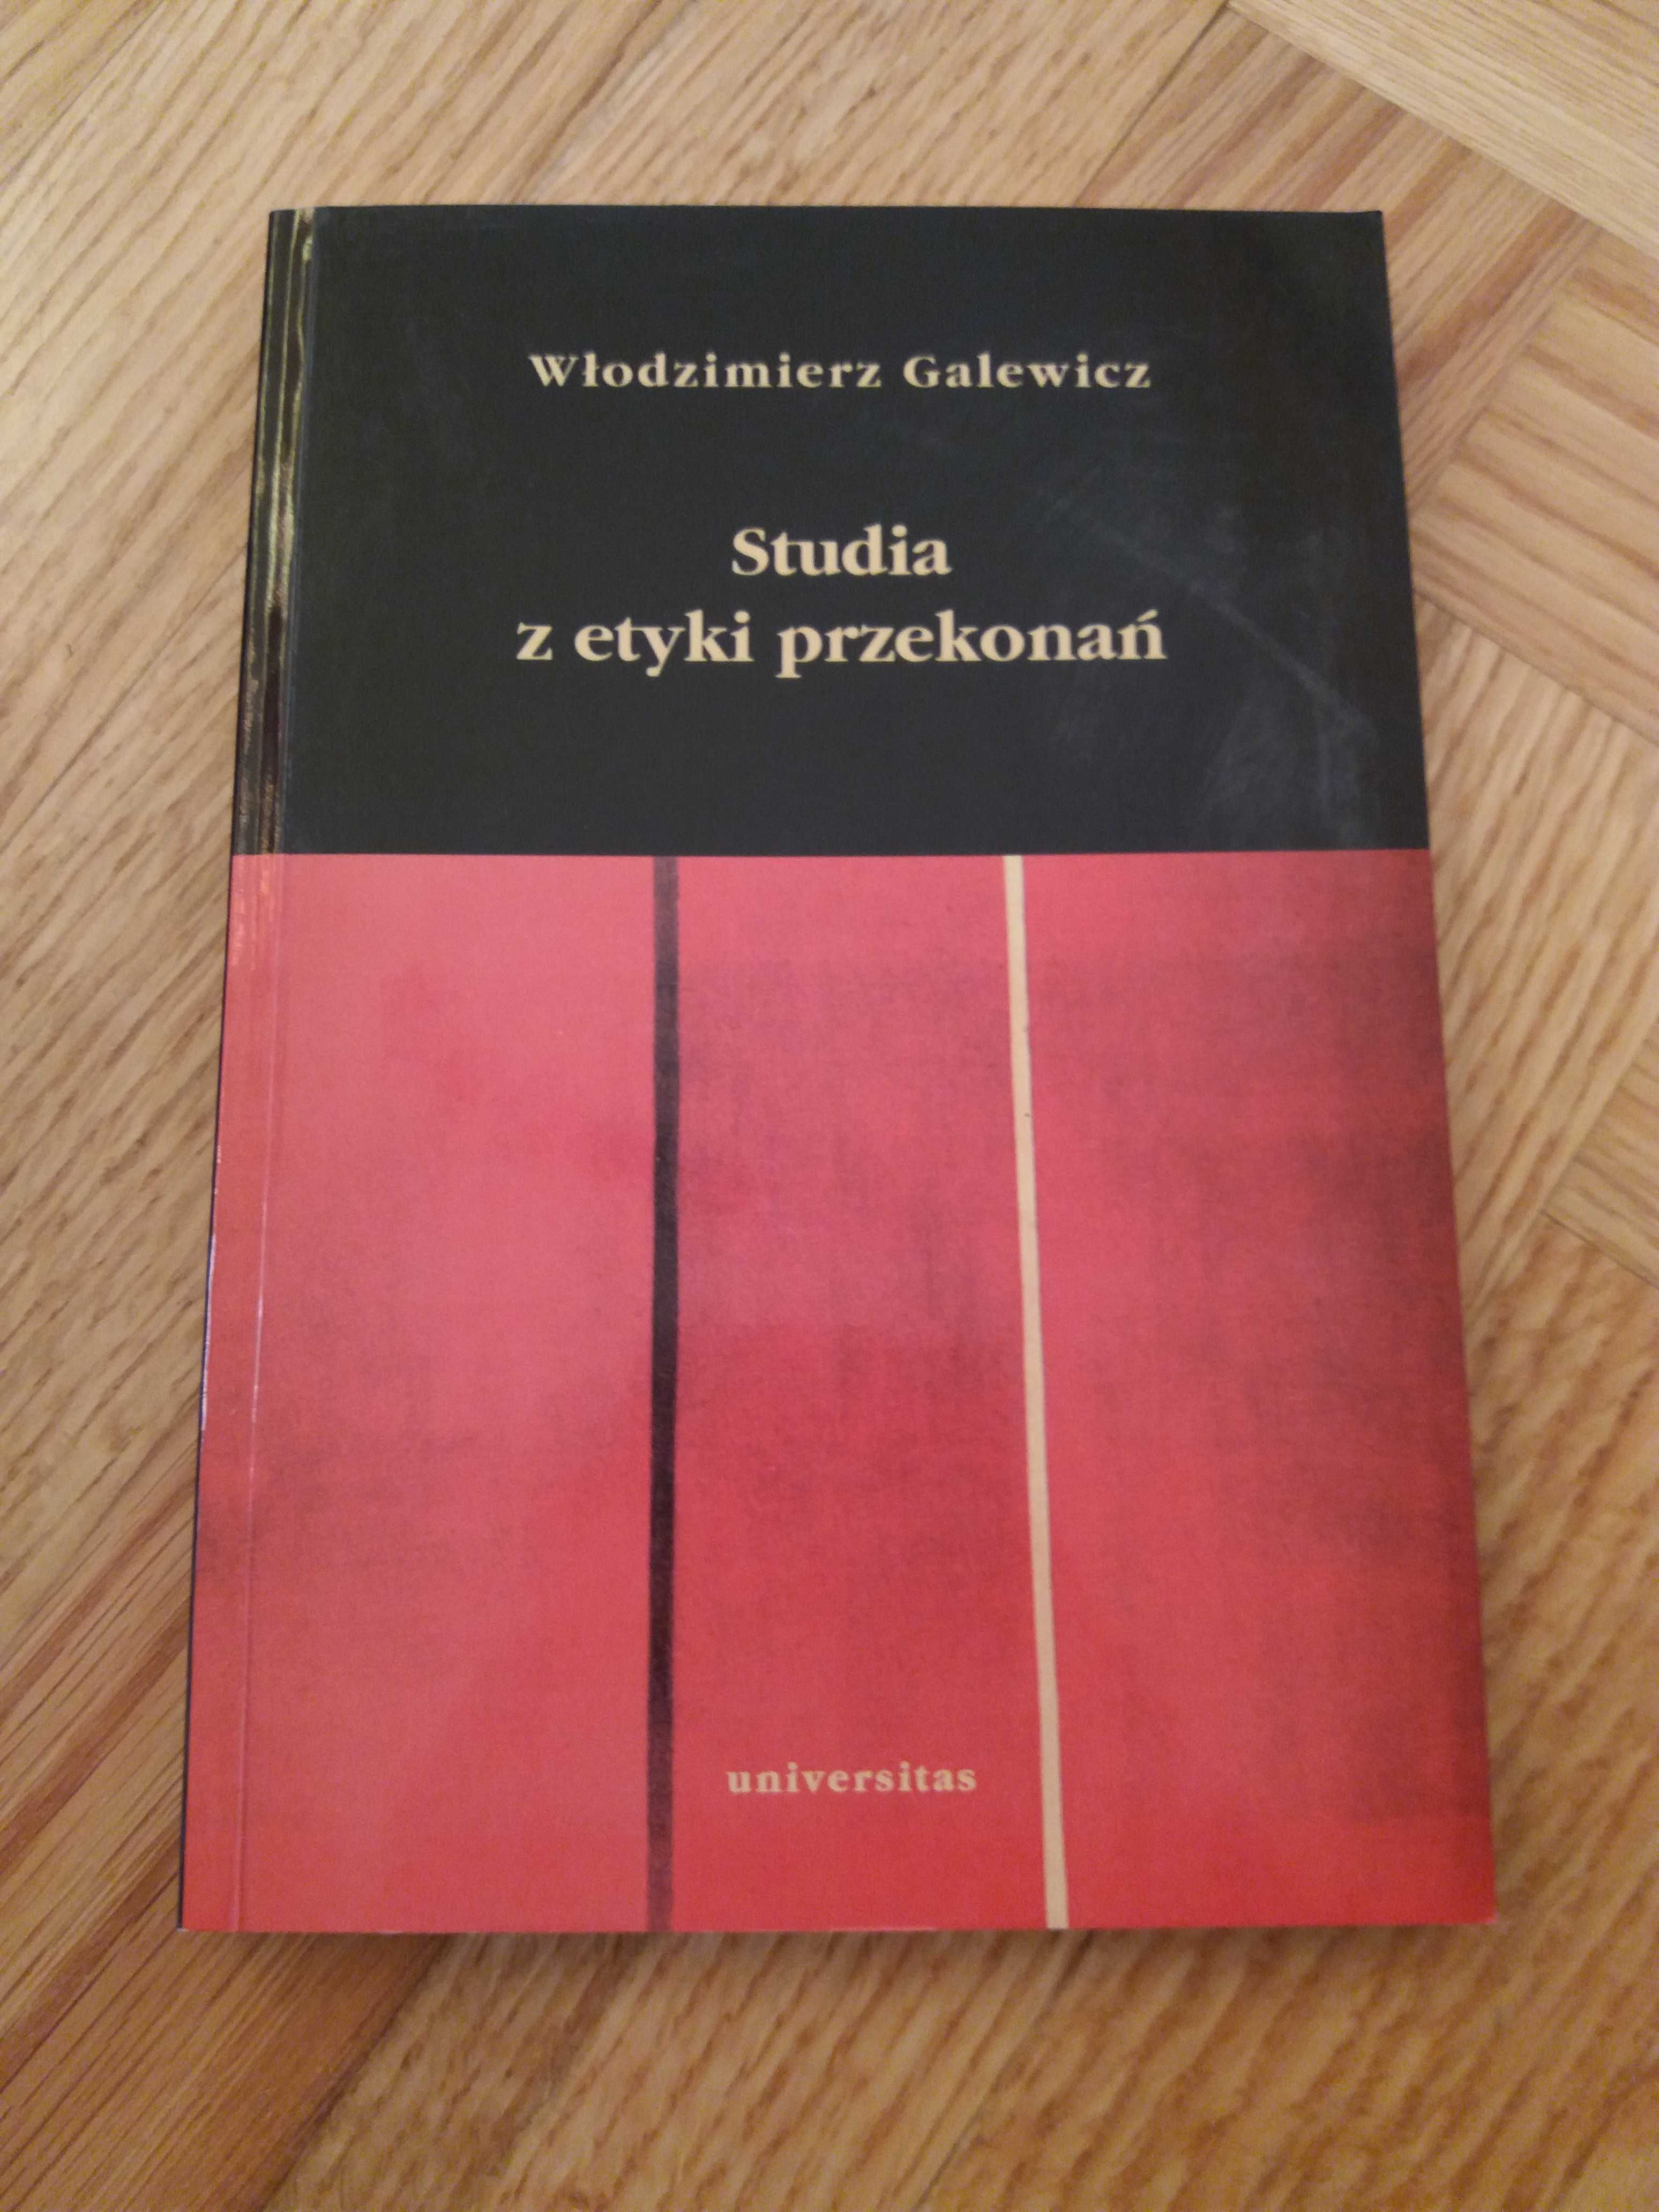 Włodzimierz Galewicz
Studia
z etyki przekonań
universitas